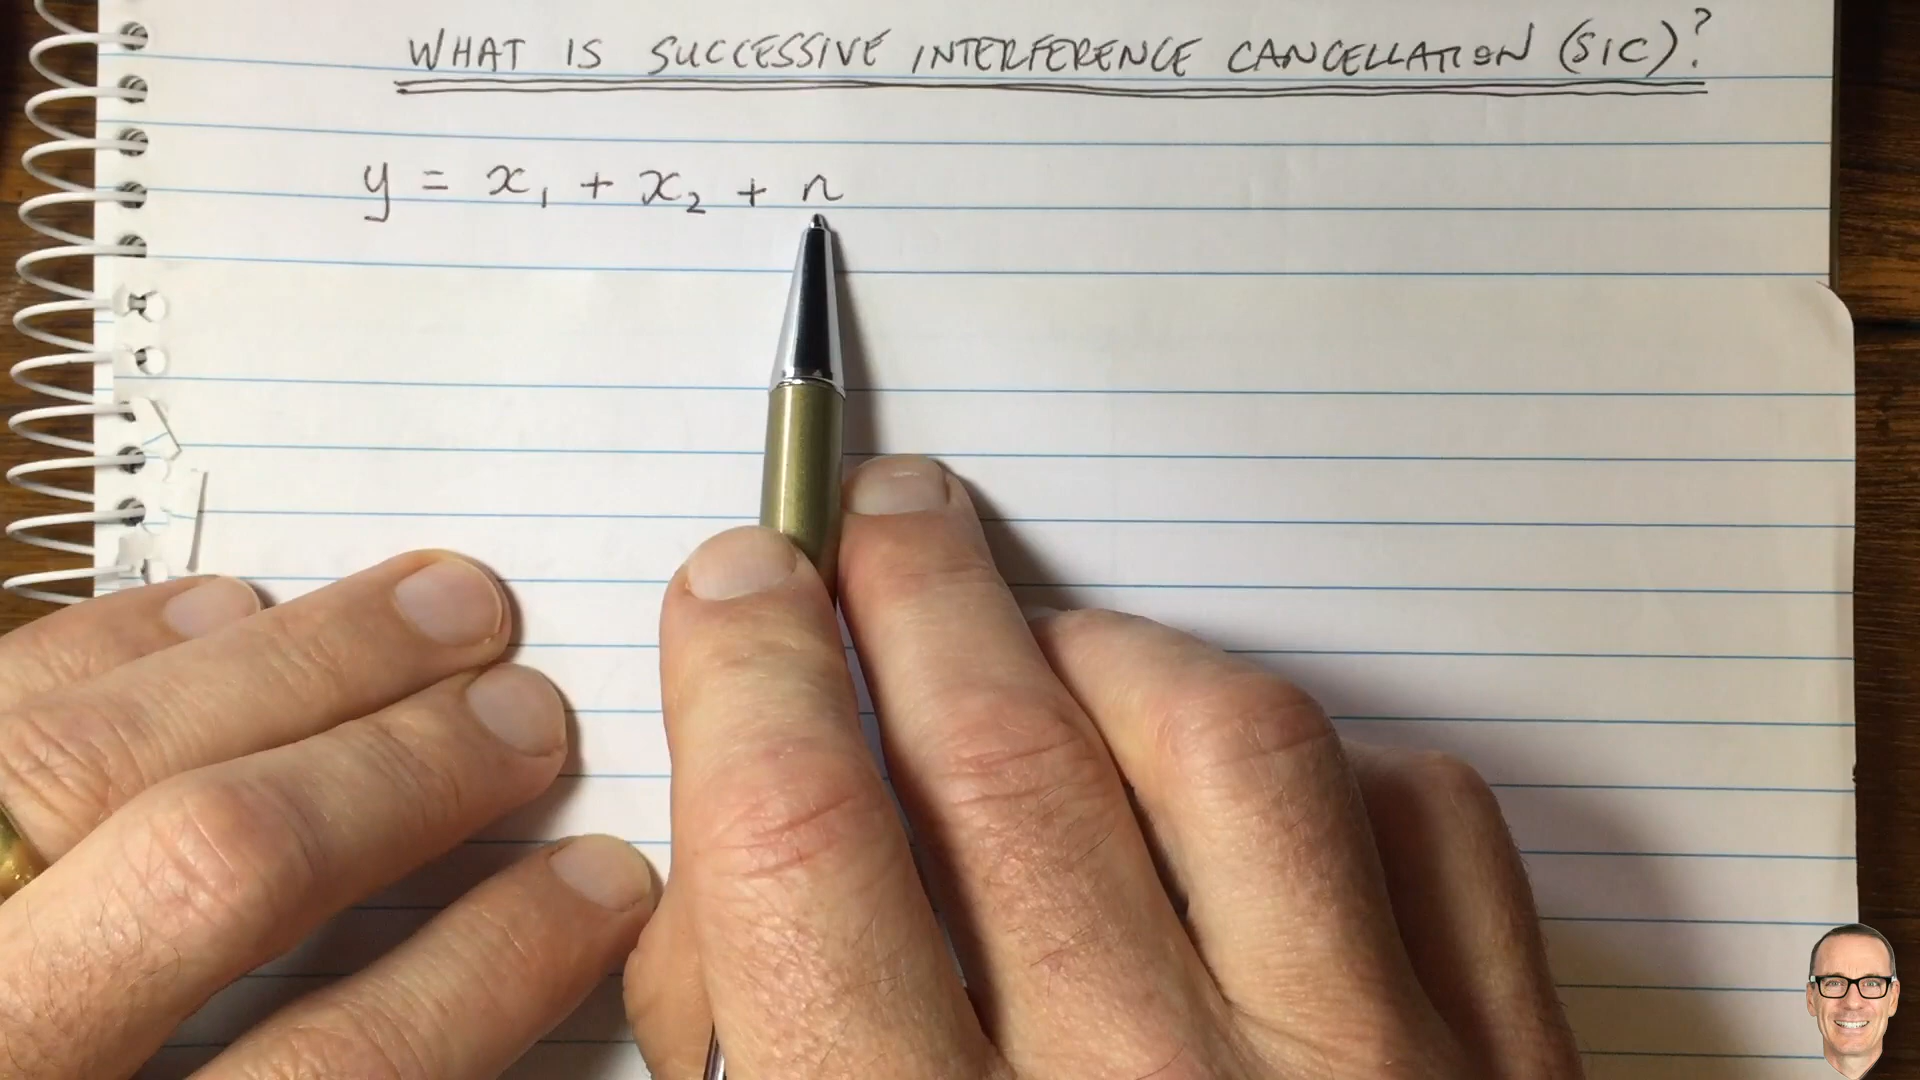 WHAT IS SUCCESSIVE INTERFERENCE CANCELLATION (SIC)?
y = x₁ + x₂ + n